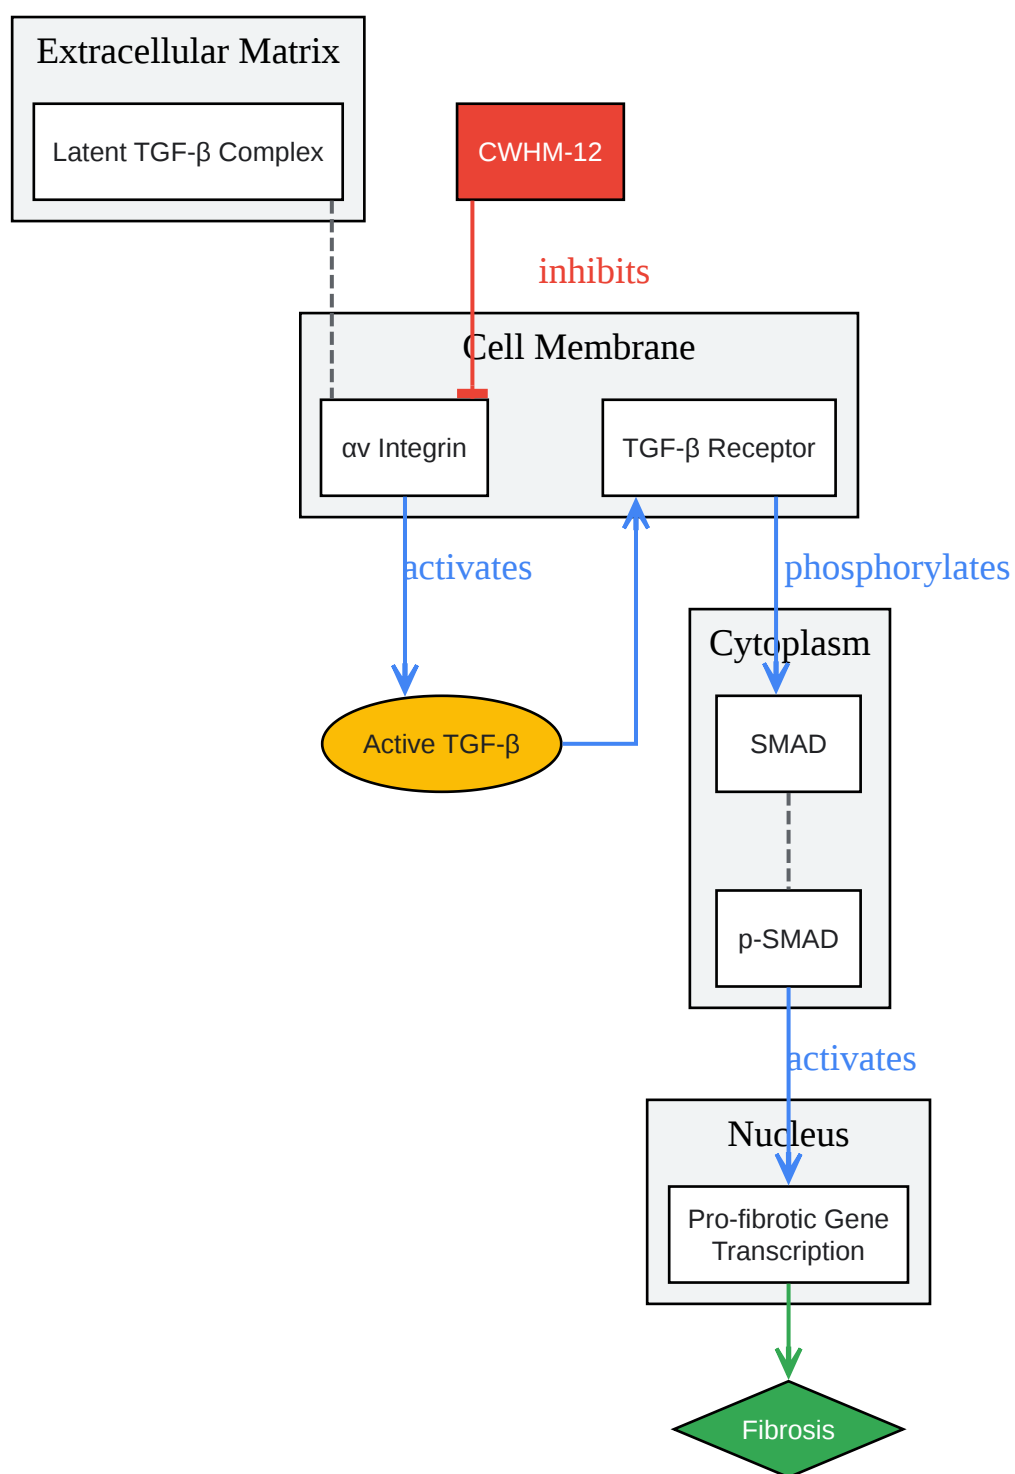 Extracellular Matrix
Latent TGF-β Complex
CWHM-12
inhibits
Cell Membrane
αv Integrin
TGF-β Receptor
activates
phosphorylates
Cytoplasm
Active TGF-β
SMAD
p-SMAD
activates
Nucleus
Pro-fibrotic Gene
Transcription
Fibrosis